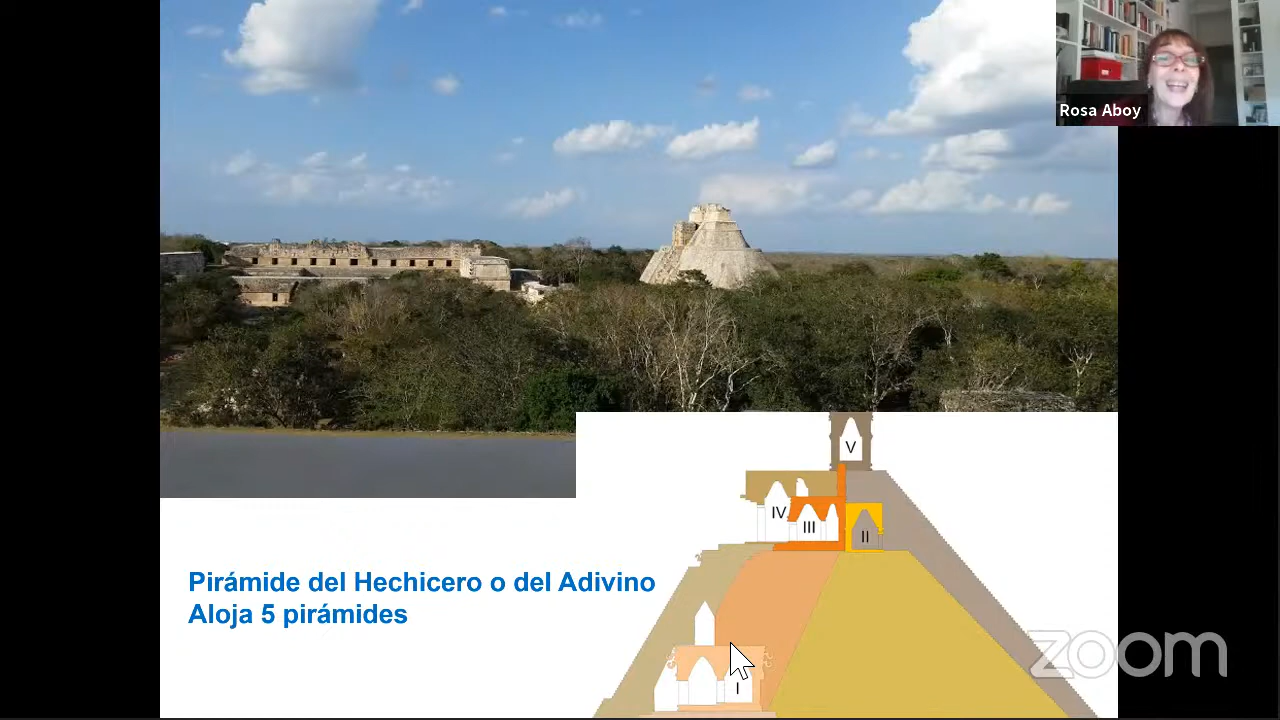 Rosa Aboy
V
IV
III
II
Pirámide del Hechicero o del Adivino
Aloja 5 pirámides
I
zoom